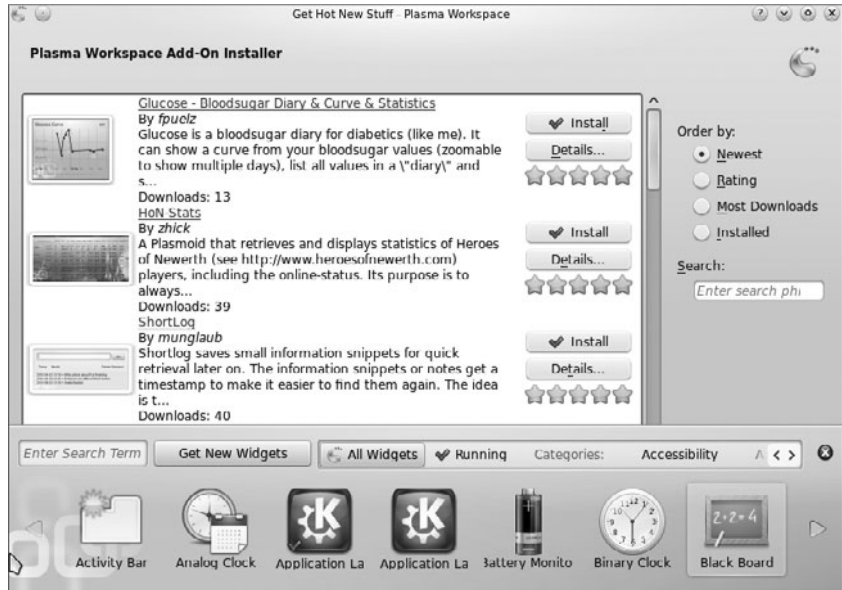 Get Hot New Stuff - Plasma Workspace
Plasma Workspace Add-On Installer
Glucose - Bloodsugar Diary & Curve & Statistics
By fpuelz
Glucose is a bloodsugar diary for diabetics (like me). It
can show a curve from your bloodsugar values (zoomable
to show multiple days), list all values in a \"diary\" and
s...
Downloads: 13
Install
Details...
HoN-Stats
By zhick
A Plasmoid that retrieves and displays statistics of Heroes
of Newerth (see http://www.heroesofnewerth.com)
players, including the online-status. Its purpose is to
always...
Downloads: 39
Install
Details...
ShortLog
By munglaub
Shortlog saves small information snippets for quick
retrieval later on. The information snippets or notes get a
timestamp to make it easier to find them again. The idea
is t...
Downloads: 40
Install
Details...
Order by:
Newest
Rating
Most Downloads
Installed
Search:
Enter search phr
Enter Search Term
Get New Widgets
All Widgets
Running
Categories:
Accessibility
A
Activity Bar
Analog Clock
Application La
Application La
Battery Monito
Binary Clock
2+2=4
Black Board